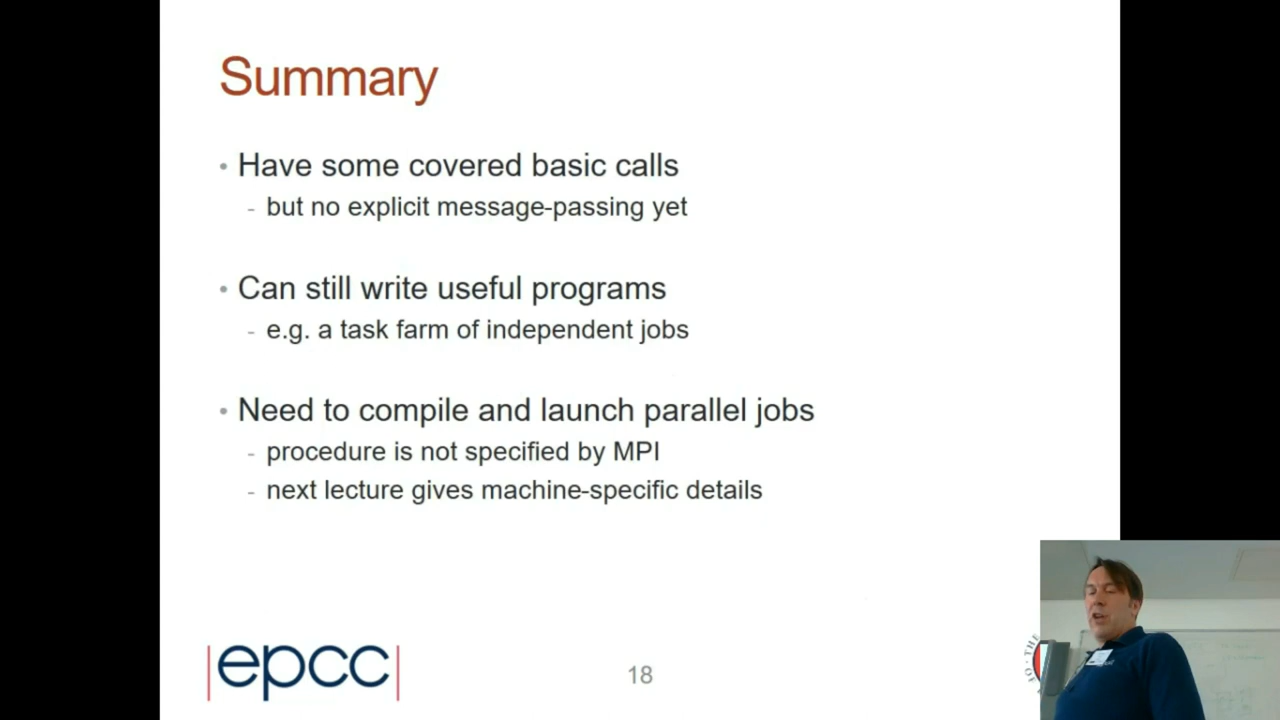 Summary
• Have some covered basic calls
- but no explicit message-passing yet
• Can still write useful programs
- e.g. a task farm of independent jobs
• Need to compile and launch parallel jobs
- procedure is not specified by MPI
- next lecture gives machine-specific details
|epcc|
18
THE